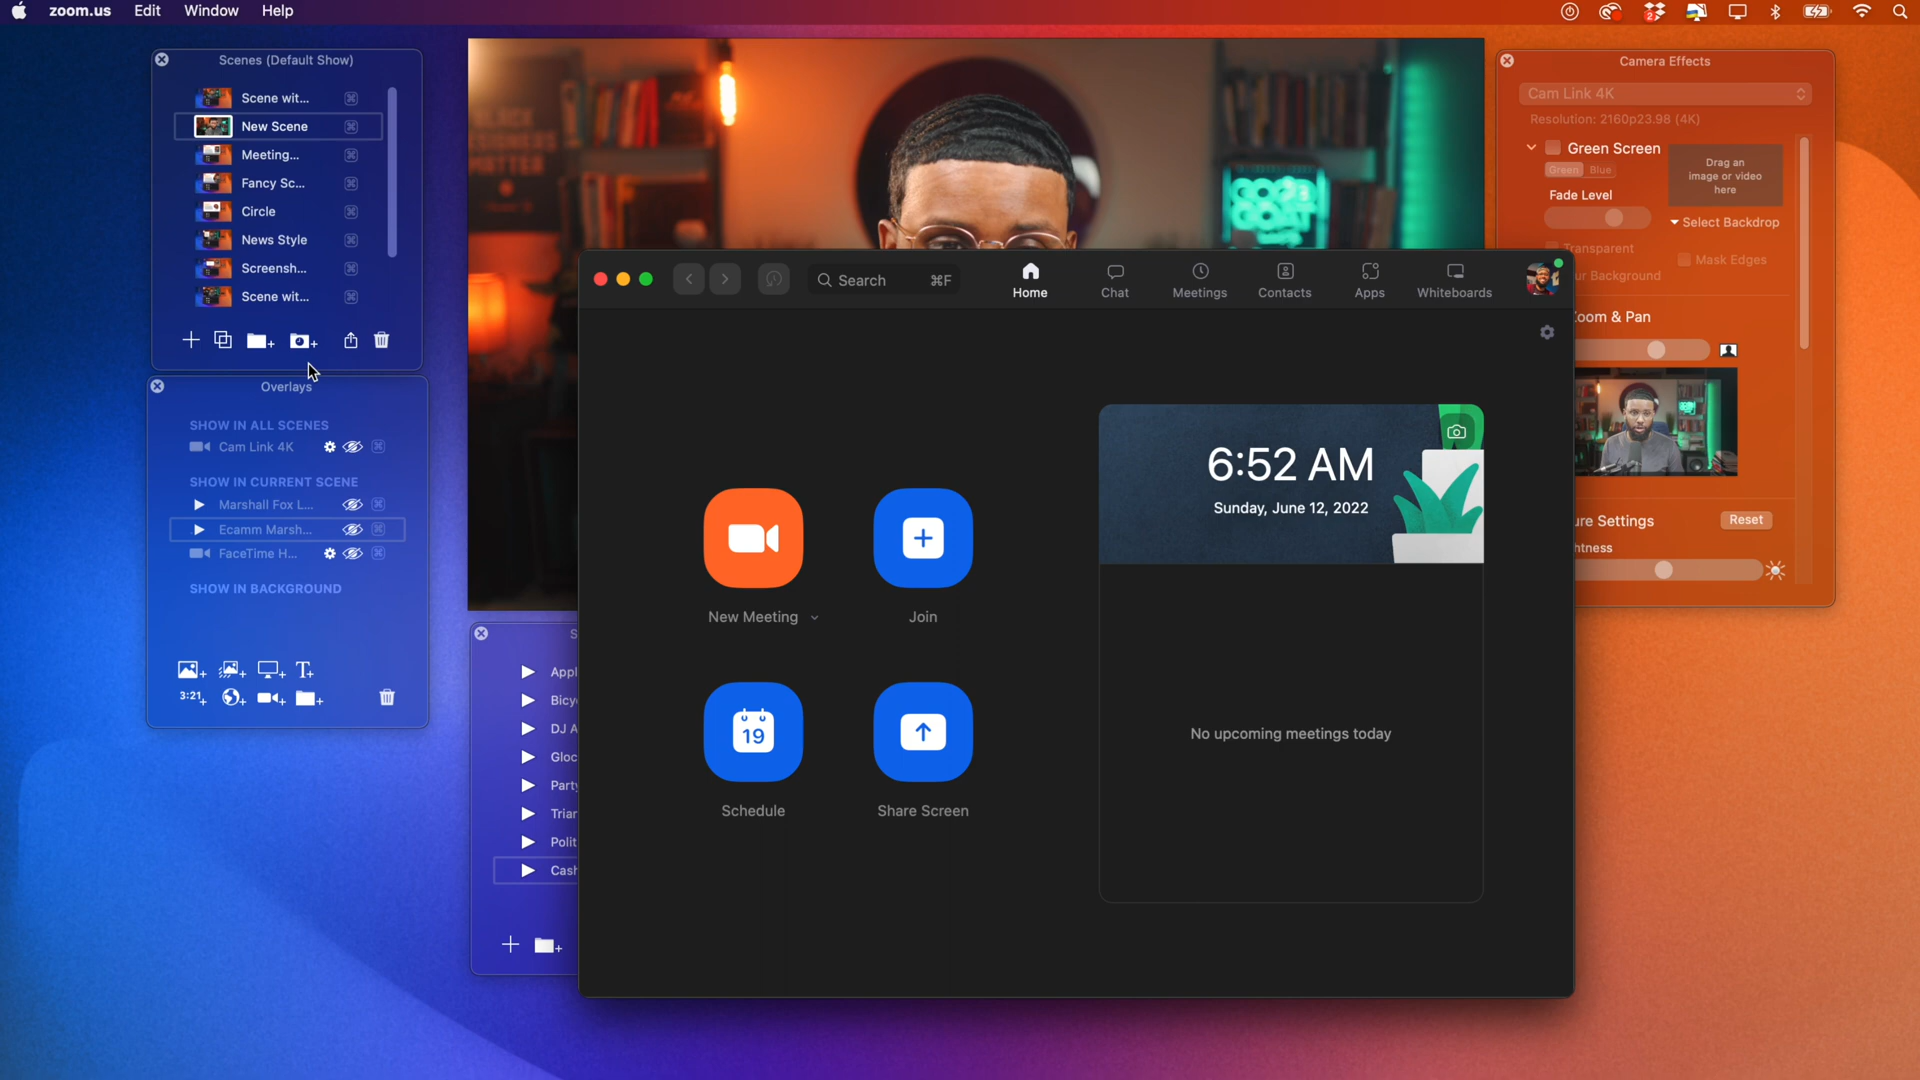 zoom.us Edit Window Help
2
Scenes (Default Show)
Scene wit...
New Scene
Meeting...
Fancy Sc...
Circle
News Style
Screensh...
Scene wit...
Overlays
SHOW IN ALL SCENES
Cam Link 4K
SHOW IN CURRENT SCENE
Marshall Fox L...
Ecamm Marsh...
FaceTime H...
SHOW IN BACKGROUND
T+
3:21+
BLACK
DESIGNERS
MATTER
S
Appl
Bicy
DJ A
Gloc
Party
Trian
Polit
Cash
Search ⌘F
Home
Chat
Meetings
Contacts
Apps
Whiteboards
New Meeting
Join
19
Schedule
Share Screen
6:52 AM
Sunday, June 12, 2022
No upcoming meetings today
Camera Effects
Cam Link 4K
Resolution: 2160p23.98 (4K)
Green Screen
Green Blue
Drag an
image or video
here
Fade Level
Select Backdrop
Transparent
ur Background
Mask Edges
oom & Pan
ure Settings
Reset
htness